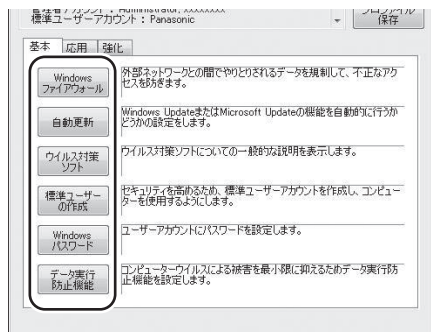 標準ユーザーアカウント : Panasonic
保存
基本 応用 強化
Windows
ファイアウォール
外部ネットワークとの間でやりとりされるデータを規制して、不正なアク
セスを防ぎます。
自動更新
Windows UpdateまたはMicrosoft Updateの機能を自動的に行うか
どうかの設定をします。
ウイルス対策
ソフト
ウイルス対策ソフトについての一般的な説明を表示します。
標準ユーザー
の作成
セキュリティを高めるため、標準ユーザーアカウントを作成し、コンピュー
ターを使用するようにします。
Windows
パスワード
ユーザーアカウントにパスワードを設定します。
データ実行
防止機能
コンピューターウイルスによる被害を最小限に抑えるためデータ実行防
止機能を設定します。